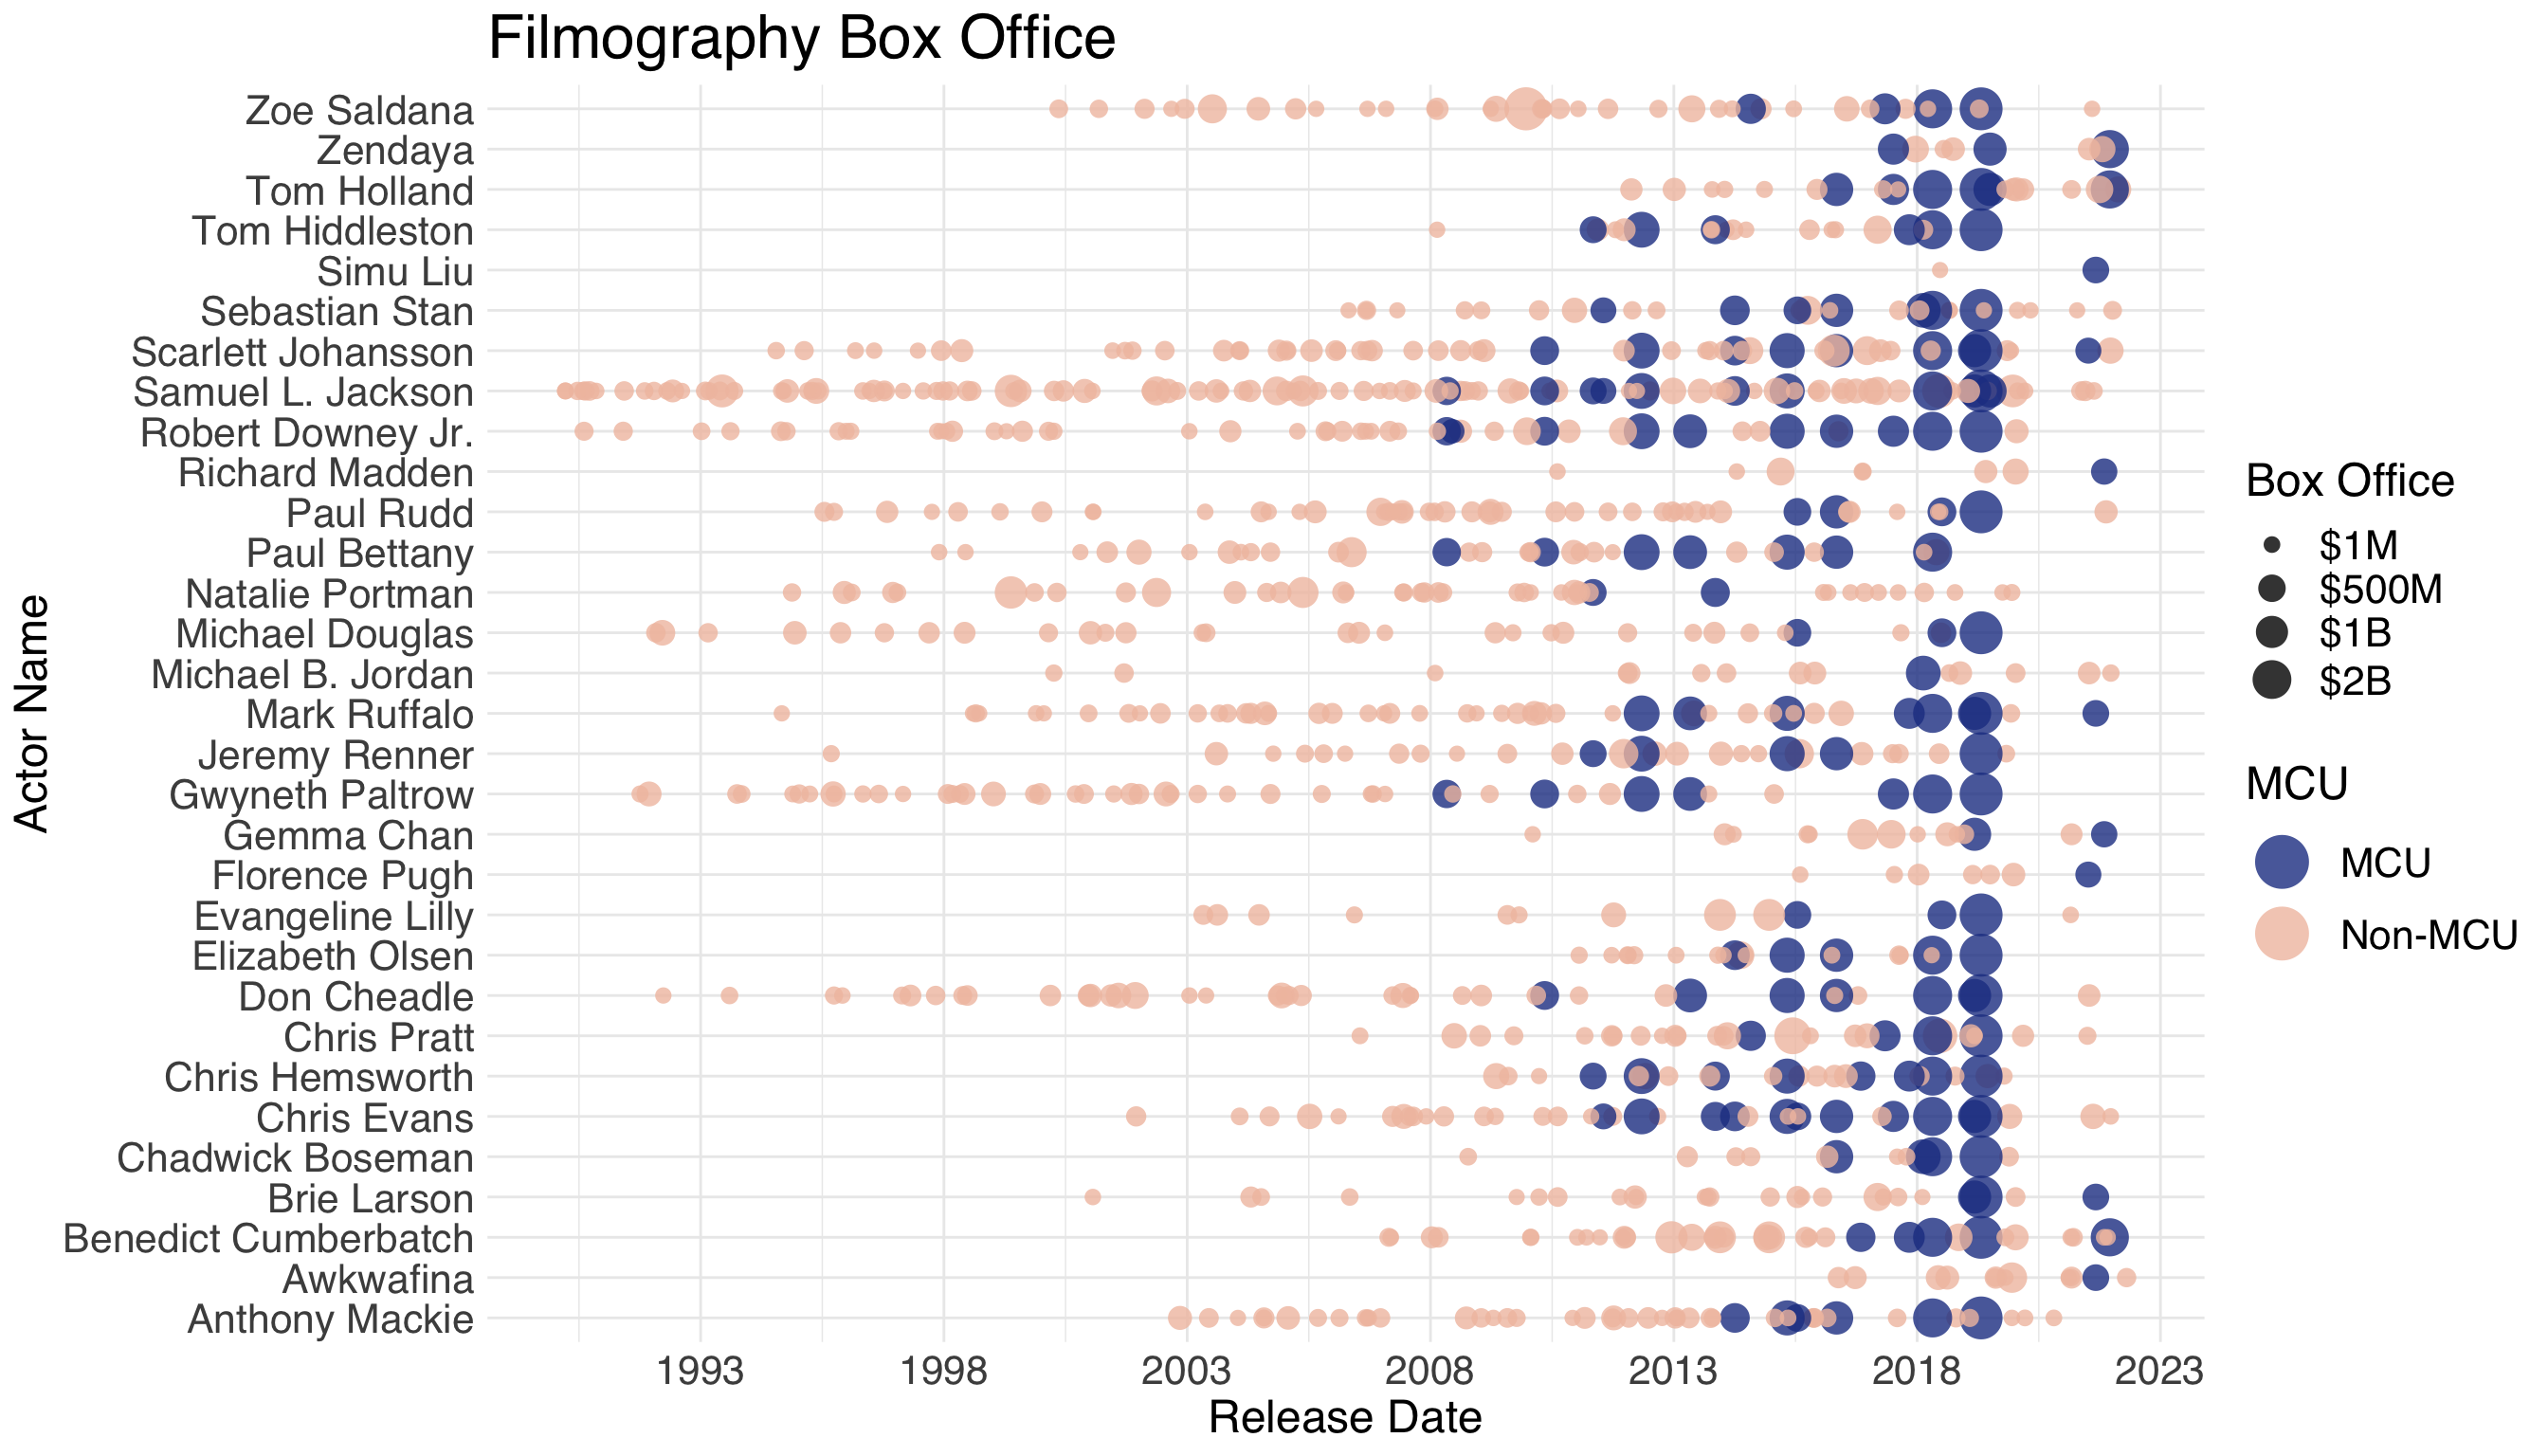 Filmography Box Office
Zoe Saldana
Zendaya
Tom Holland
Tom Hiddleston
Simu Liu
Sebastian Stan
Scarlett Johansson
Samuel L. Jackson
Robert Downey Jr.
Richard Madden
Paul Rudd
Paul Bettany
Natalie Portman
Michael Douglas
Michael B. Jordan
Mark Ruffalo
Jeremy Renner
Gwyneth Paltrow
Gemma Chan
Florence Pugh
Evangeline Lilly
Elizabeth Olsen
Don Cheadle
Chris Pratt
Chris Hemsworth
Chris Evans
Chadwick Boseman
Brie Larson
Benedict Cumberbatch
Awkwafina
Anthony Mackie
Actor Name
1993 1998 2003 2008 2013 2018 2023
Release Date
Box Office
$1M
$500M
$1B
$2B
MCU
MCU
Non-MCU